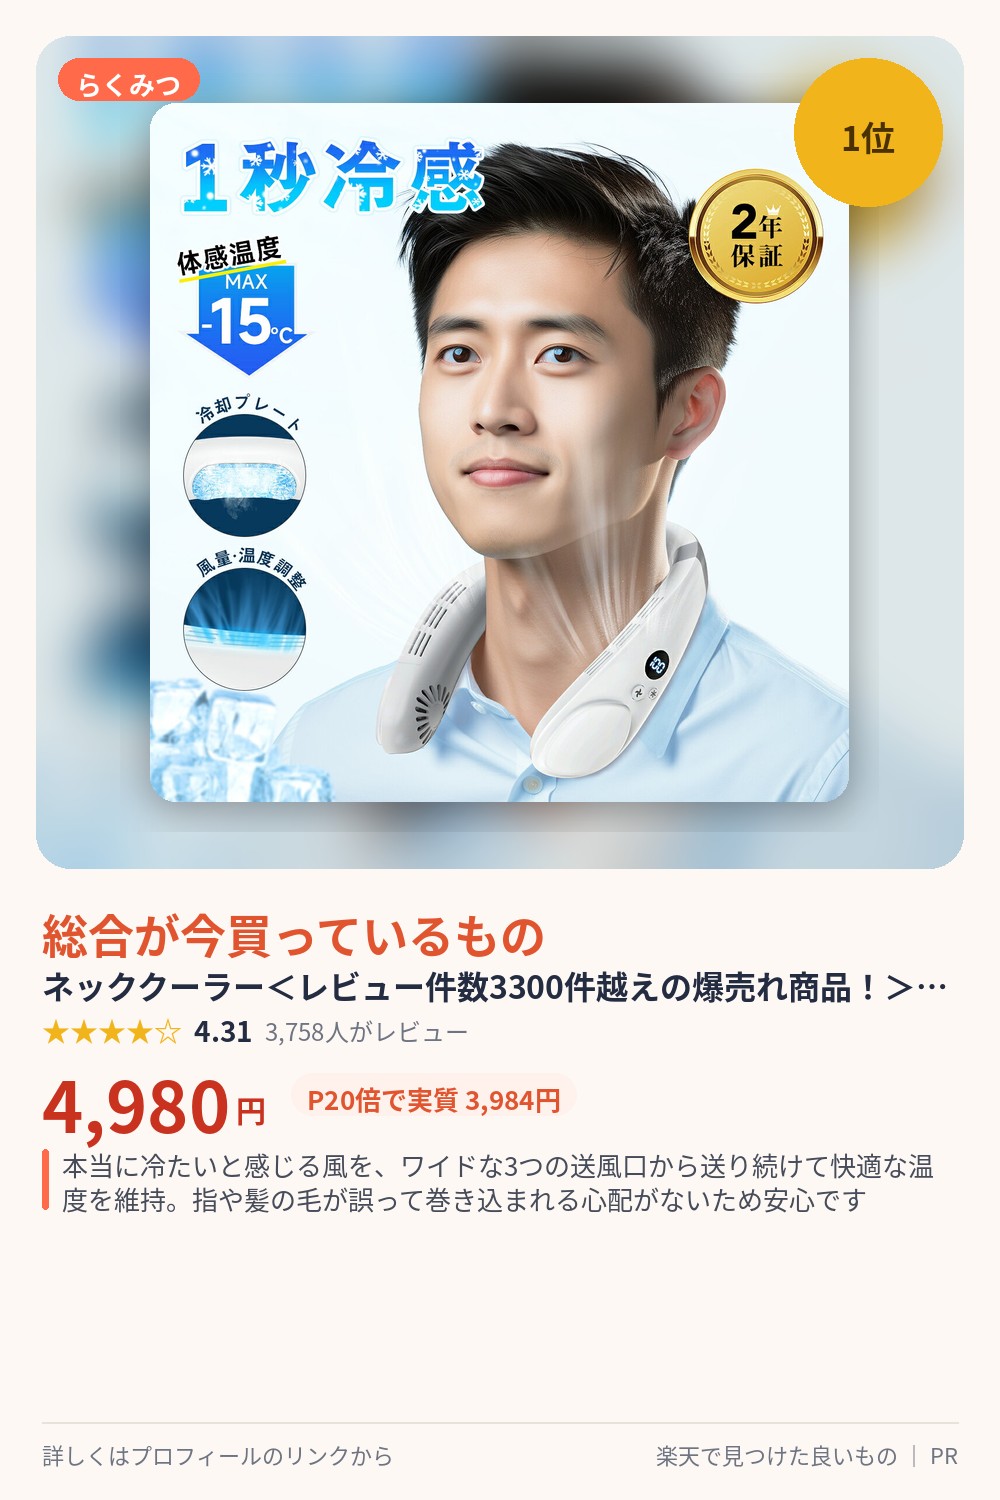 らくみつ
1位
1秒冷感
2年
保証
体感温度
MAX
-15℃
冷却プレート
風量·温度調整
100
総合が今買っているもの
ネッククーラー＜レビュー件数3300件越えの爆売れ商品！＞…
★★★★☆ 4.31 3,758人がレビュー
4,980円 P20倍で実質 3,984円
本当に冷たいと感じる風を、ワイドな3つの送風口から送り続けて快適な温
度を維持。指や髪の毛が誤って巻き込まれる心配がないため安心です
詳しくはプロフィールのリンクから
楽天で見つけた良いもの｜PR